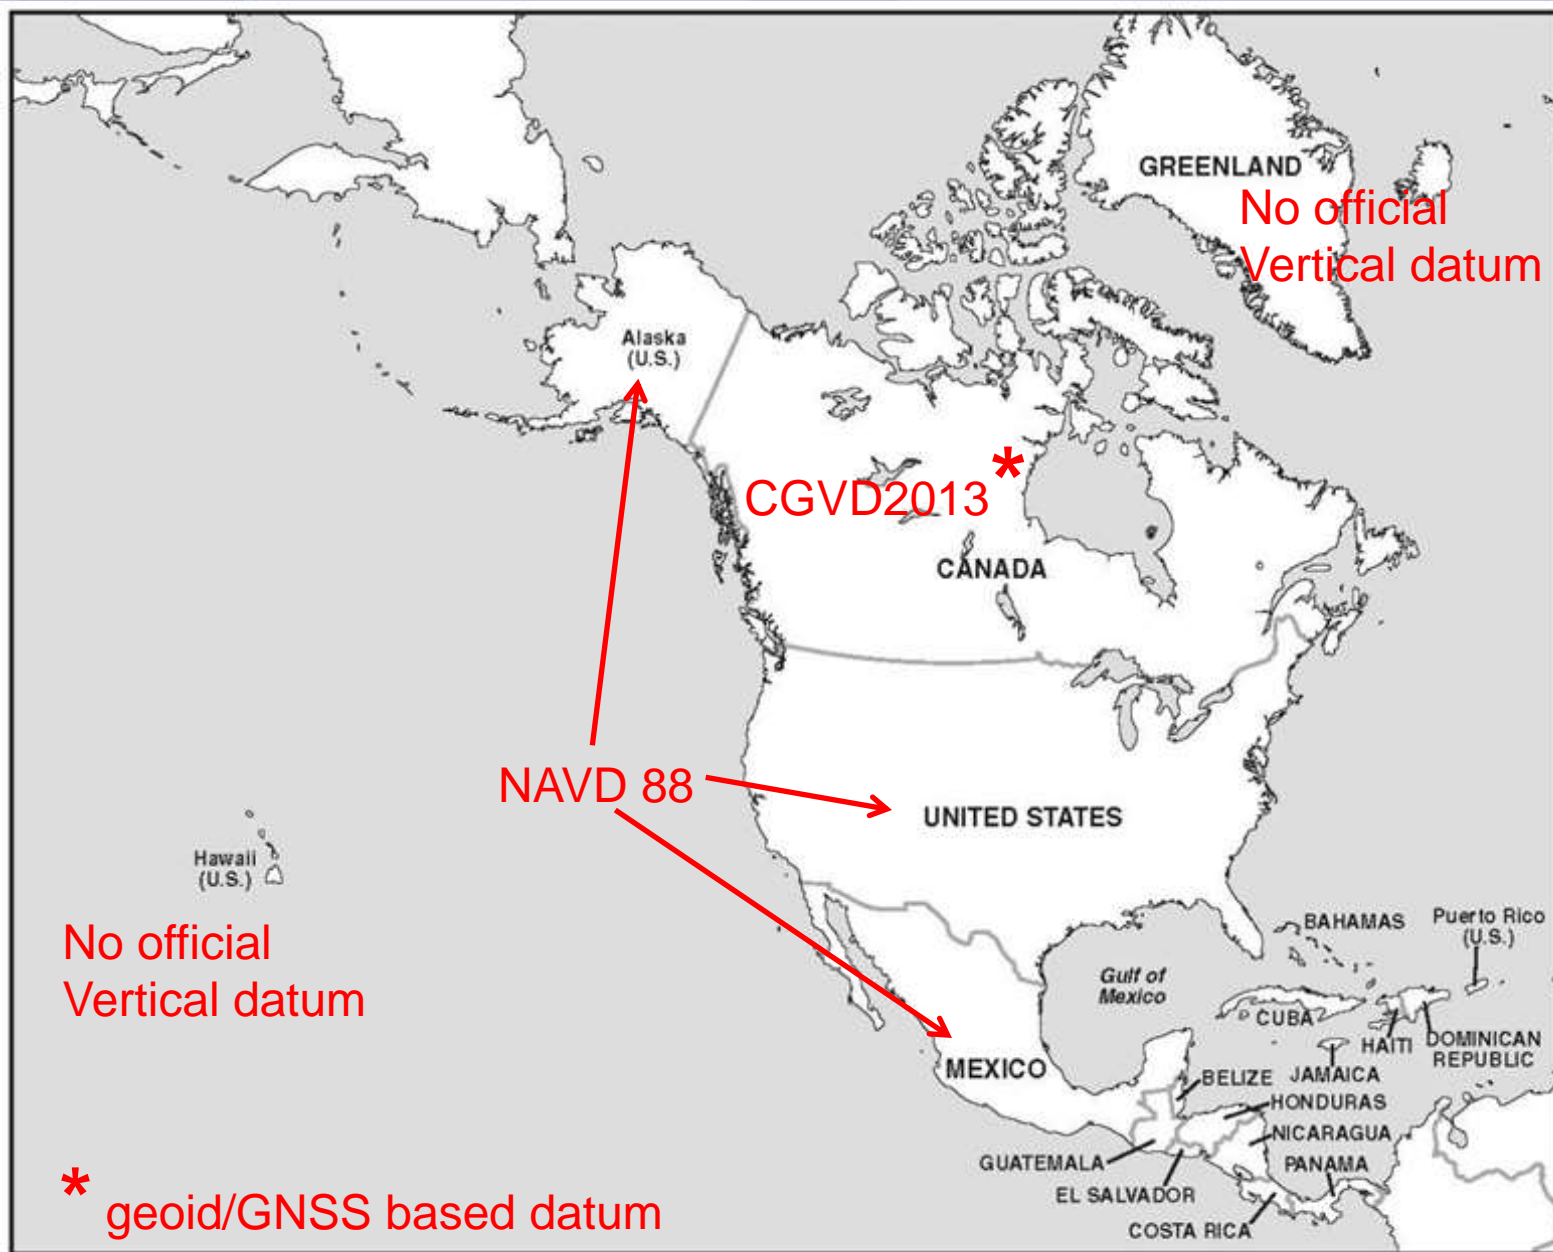 GREENLAND
No official
Vertical datum
Alaska
(U.S.)
CGVD2013*
CANADA
NAVD 88
UNITED STATES
Hawaii
(U.S.)
No official
Vertical datum
BAHAMAS
Puerto Rico
(U.S.)
Gulf of
Mexico
CUBA
HAITI
DOMINICAN
REPUBLIC
JAMAICA
MEXICO
BELIZE
HONDURAS
NICARAGUA
GUATEMALA
PANAMA
EL SALVADOR
COSTA RICA
* geoid/GNSS based datum